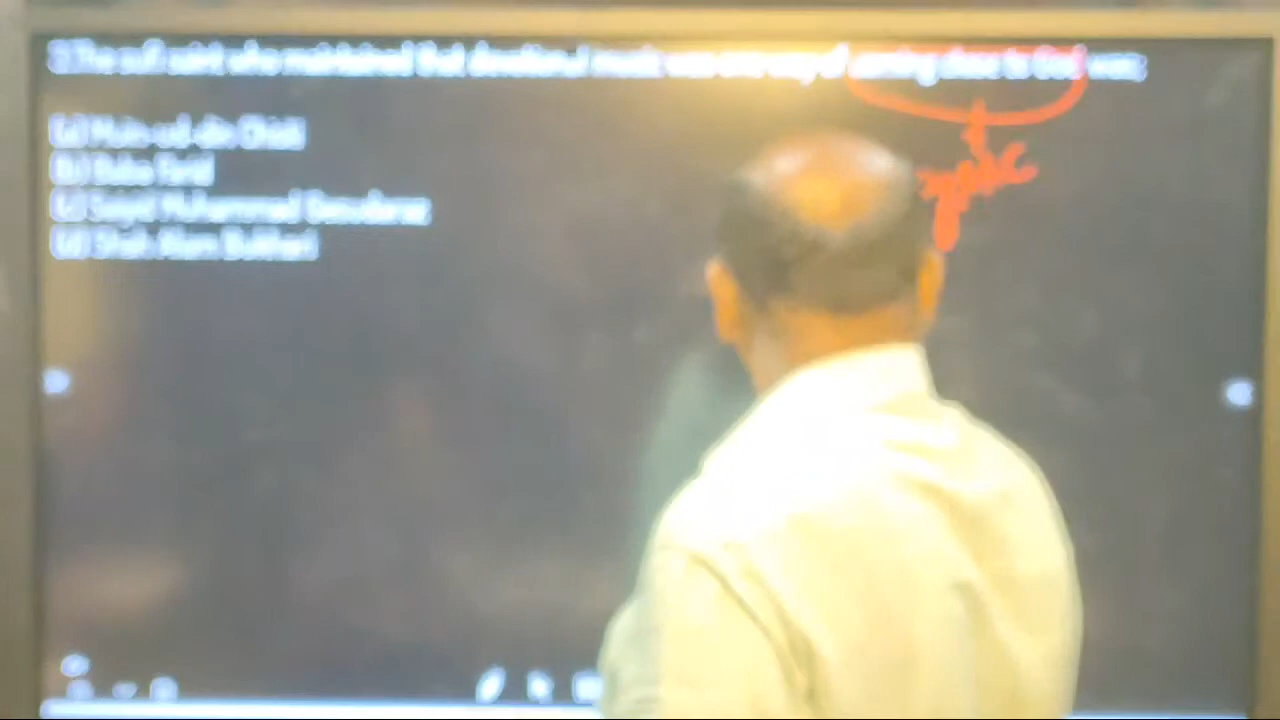 The sufi saint who maintained that devotional music was one way of coming close to God was;
(a) Muin-ud-din Chisti
(b) Baba Farid
(c) Saiyid Muhammad Gesudaraz
(d) Shah Alam Bukhari